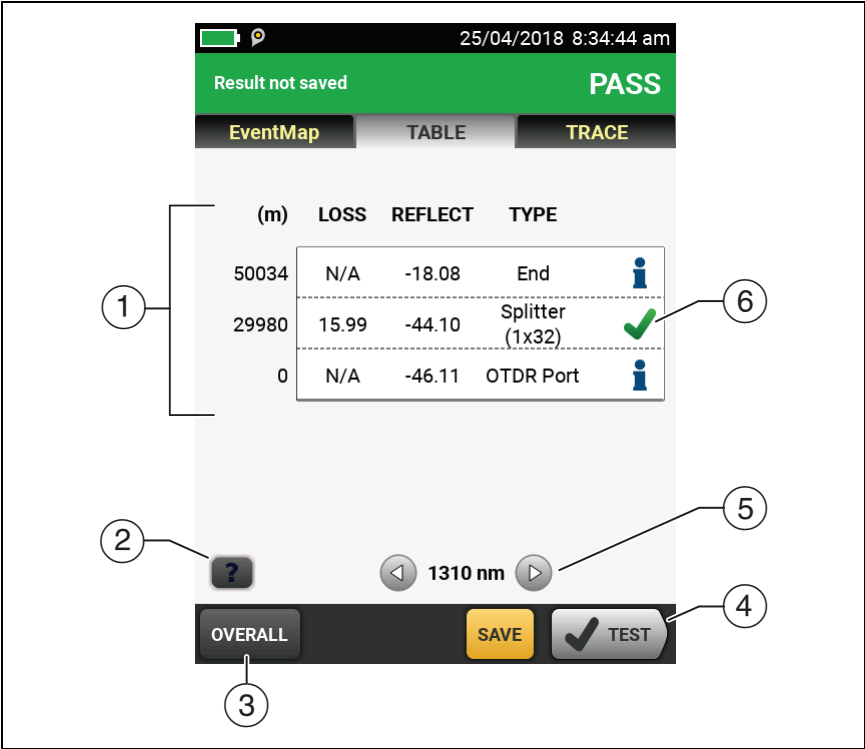 25/04/2018 8:34:44 am
Result not saved PASS
EventMap TABLE TRACE
(m) LOSS REFLECT TYPE
50034 N/A -18.08 End
29980 15.99 -44.10 Splitter (1x32)
0 N/A -46.11 OTDR Port
? 1310 nm
OVERALL SAVE TEST
1
2
3
4
5
6